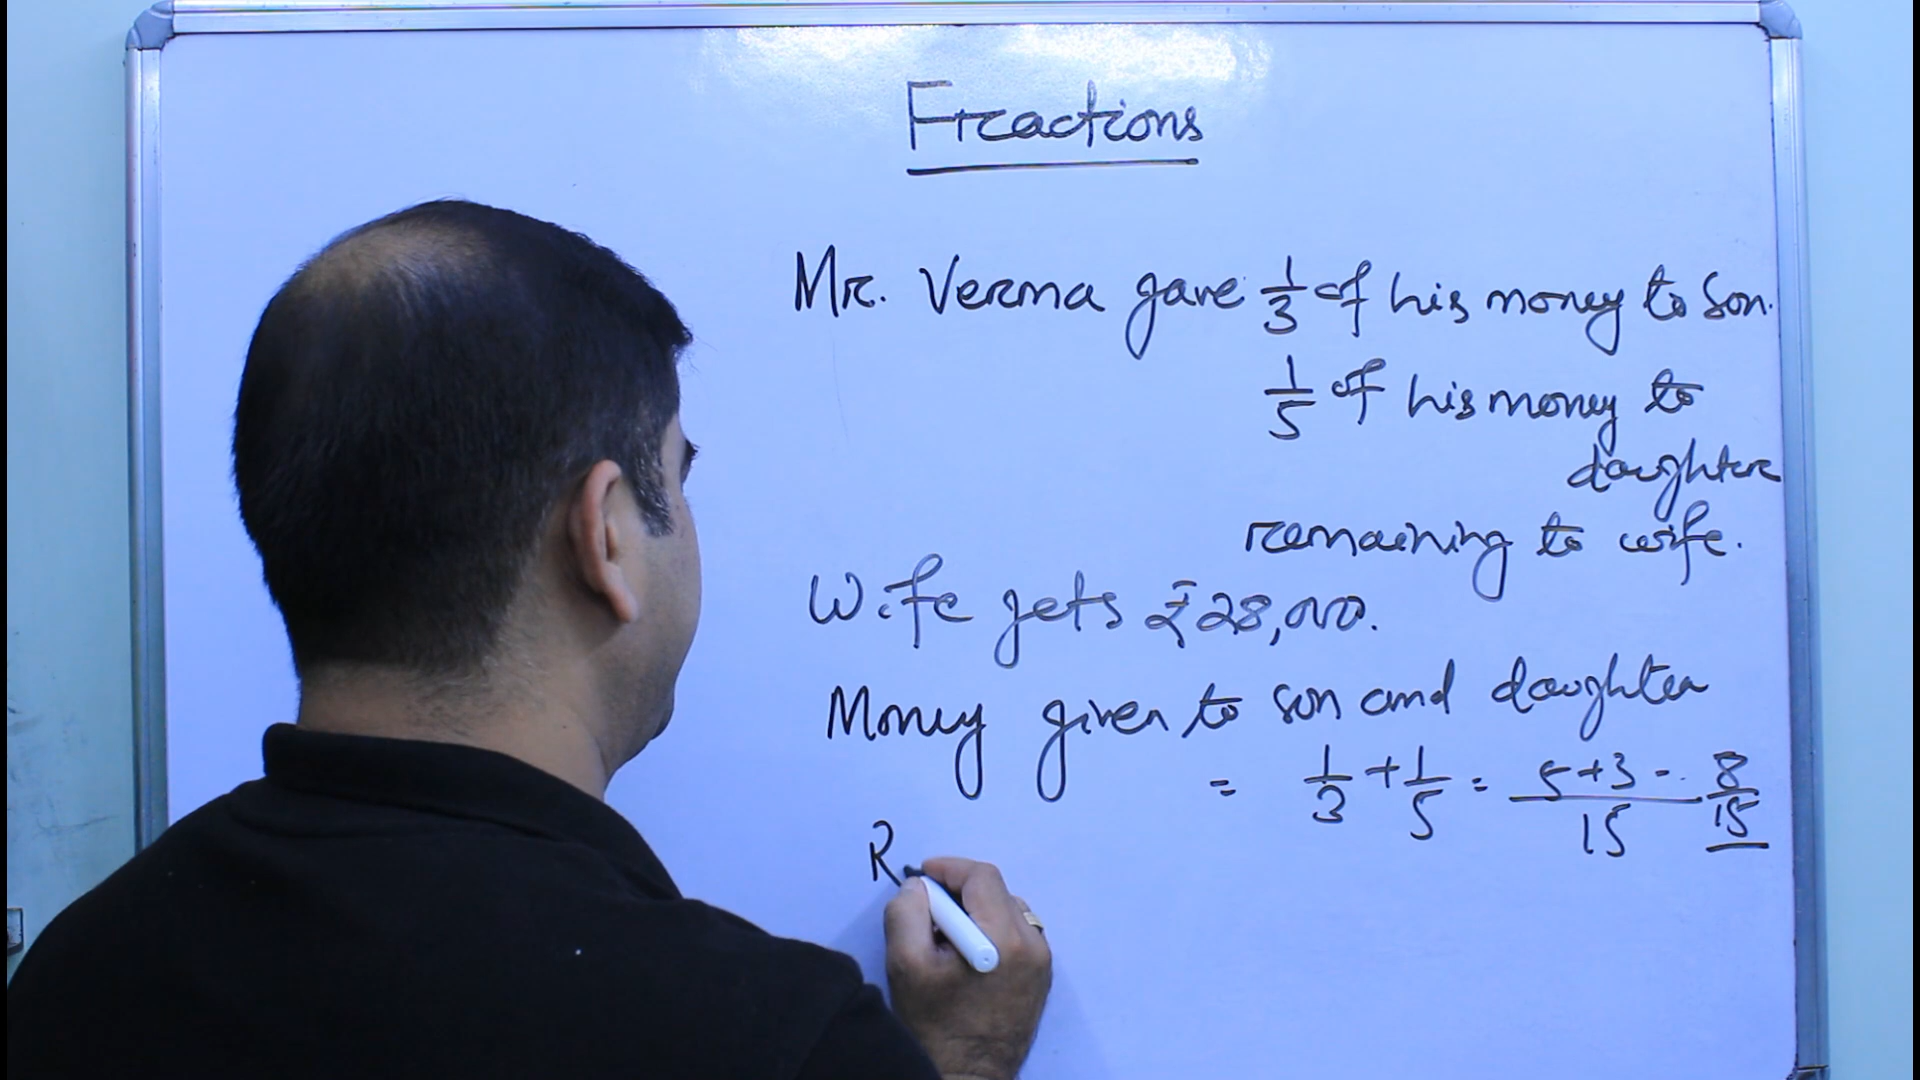 Fractions
Mr. Verma gave 1/3 of his money to son.
1/5 of his money to
daughter
remaining to wife.
Wife gets ₹28,000.
Money given to son and daughter
= 1/3 + 1/5 = 5+3/15 = 8/15
R